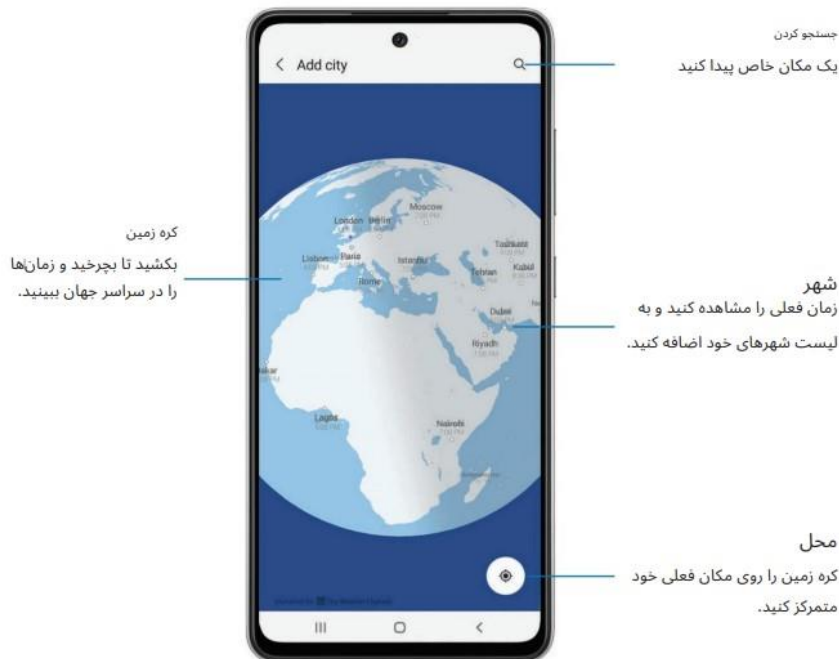 جستجو کردن
یک مکان خاص پیدا کنید
Add city
Moscow
London Berlin
Tashkent
Lisbon Paris Istanbul
Tehran Kabul
Rome
کره زمین
بکشید تا بچرخید و زمان‌ها
را در سراسر جهان ببینید.
شهر
زمان فعلی را مشاهده کنید و به
لیست شهرهای خود اضافه کنید.
Dubai
Riyadh
Lagos
Nairobi
محل
کره زمین را روی مکان فعلی خود
متمرکز کنید.